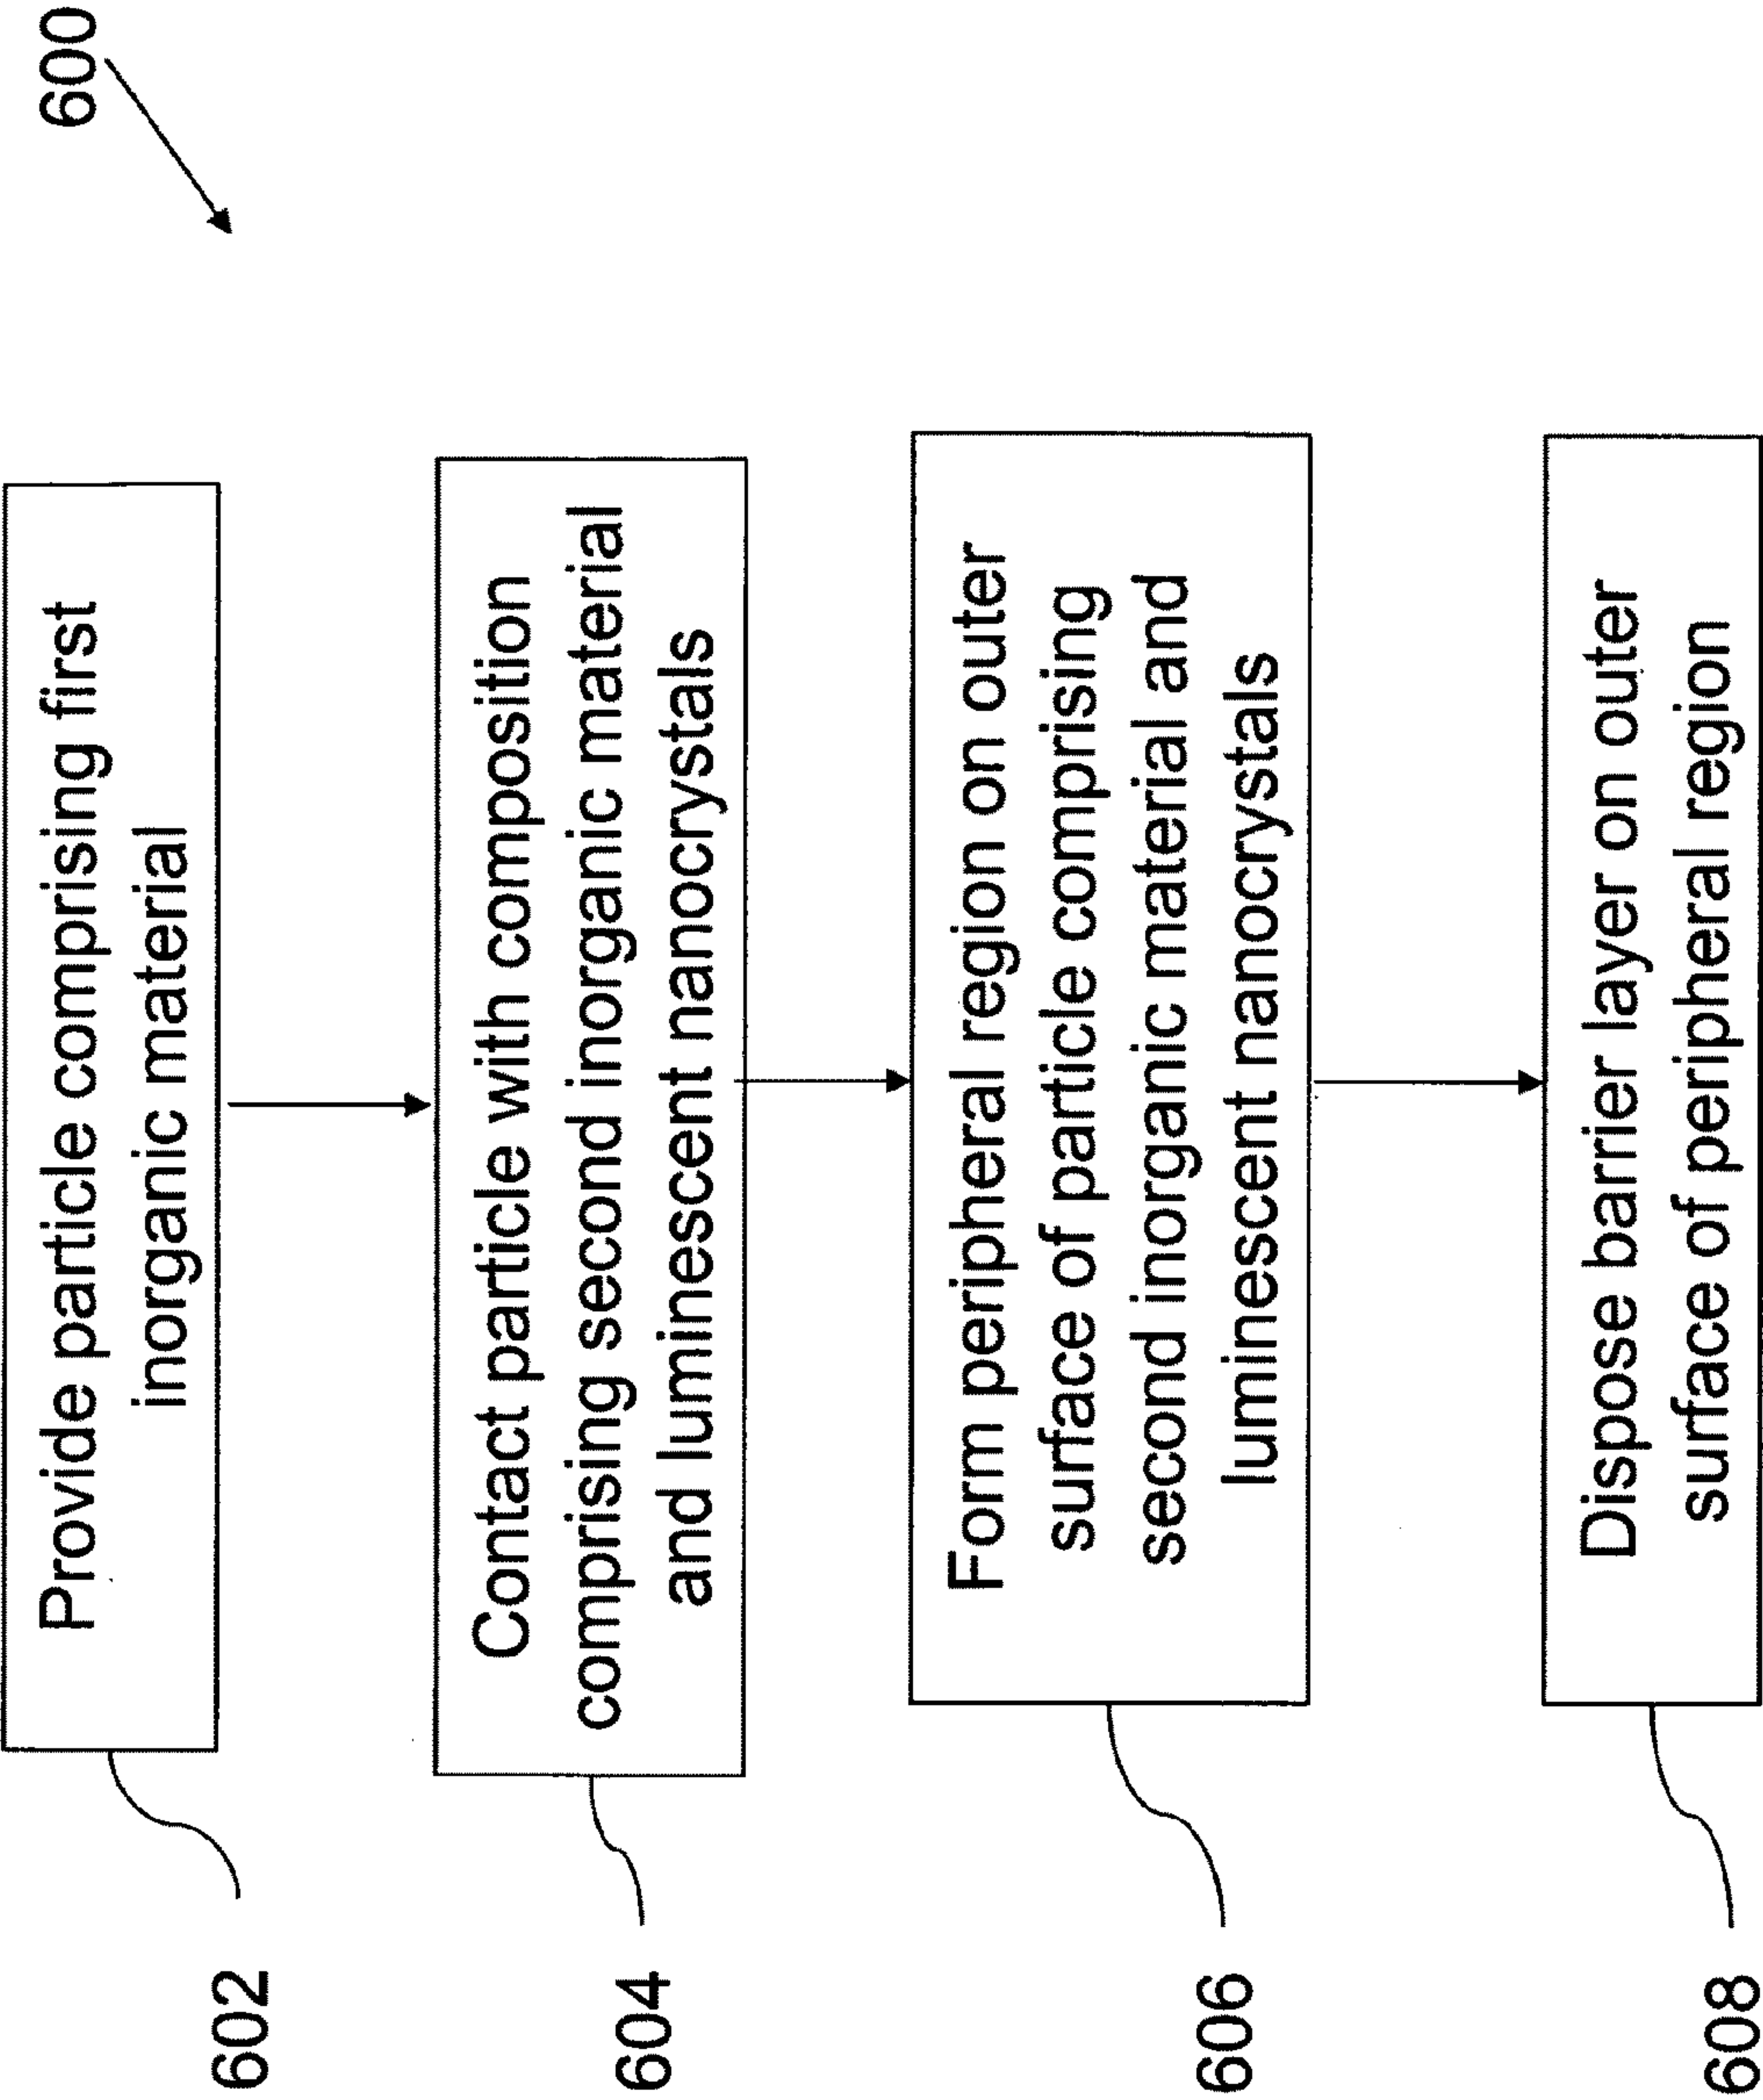 600
602
Provide particle comprising first
inorganic material
604
Contact particle with composition
comprising second inorganic material
and luminescent nanocrystals
606
Form peripheral region on outer
surface of particle comprising
second inorganic material and
luminescent nanocrystals
608
Dispose barrier layer on outer
surface of peripheral region